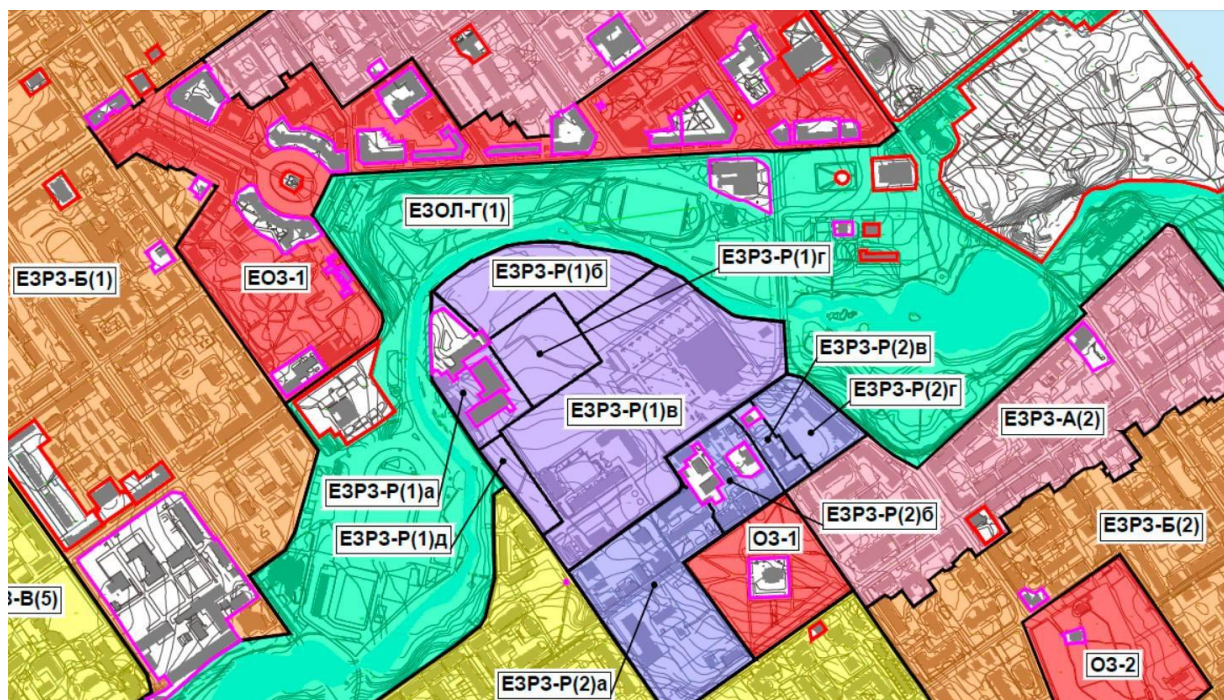 ЕЗОЛ-Г(1)
ЕЗРЗ-Р(1)г
ЕЗРЗ-Р(1)б
ЕЗРЗ-Б(1)
ЕОЗ-1
ЕЗРЗ-Р(2)в
ЕЗРЗ-Р(2)г
ЕЗРЗ-Р(1)в
ЕЗРЗ-А(2)
ЕЗРЗ-Р(1)а
ЕЗРЗ-Р(2)б
ЕЗРЗ-Б(2)
ЕЗРЗ-Р(1)д
ОЗ-1
З-В(5)
ОЗ-2
ЕЗРЗ-Р(2)а